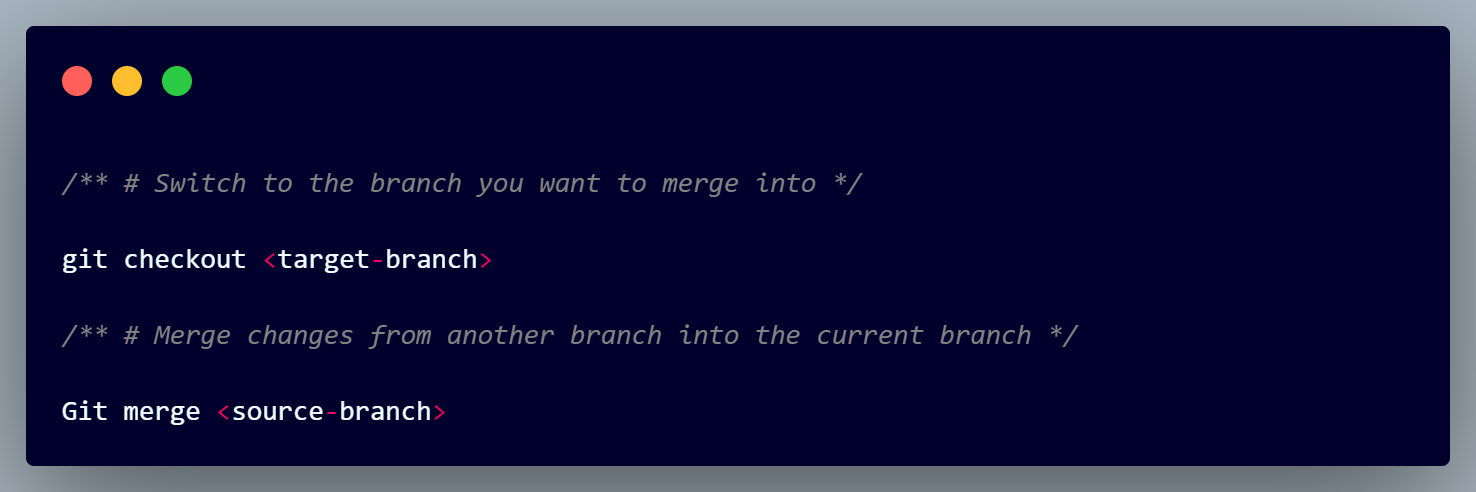 /** # Switch to the branch you want to merge into */
git checkout <target-branch>
/** # Merge changes from another branch into the current branch */
Git merge <source-branch>